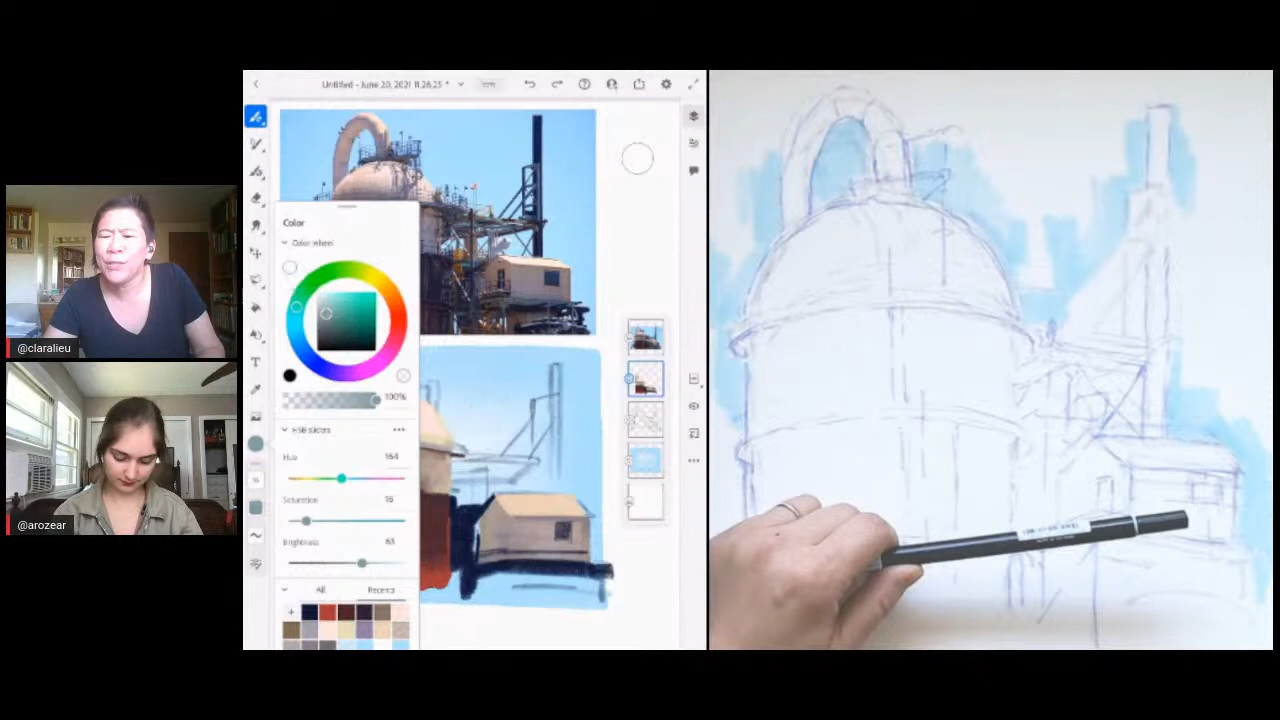 @claralieu
@arozear
Untitled - June 20, 2021 11.26.25 *
Color
Color wheel
100%
HSB sliders
Hue
164
Saturation
15
Brightness
63
All
Recents
T